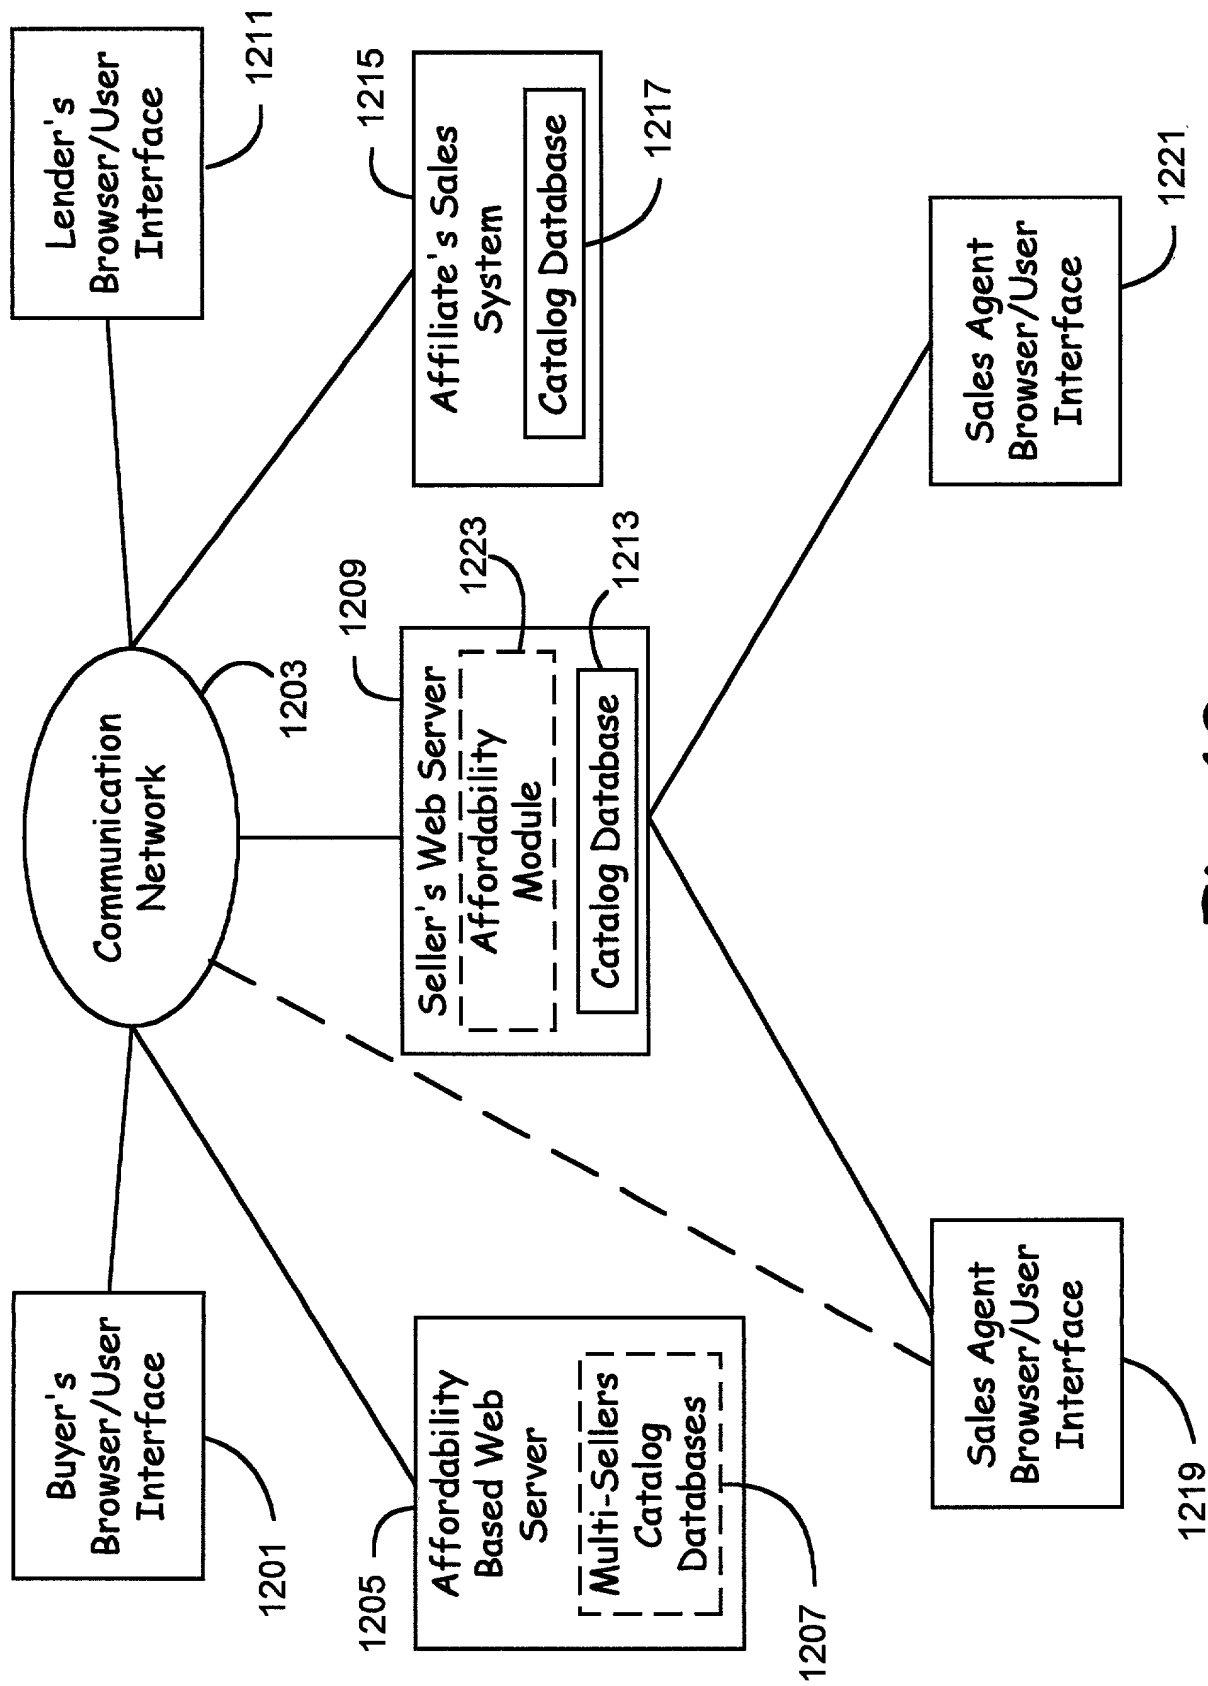 Buyer's
Browser/User
Interface
1201
Communication
Network
1203
Lender's
Browser/User
Interface
1211
1205
Affordability
Based Web
Server
Multi-Sellers
Catalog
Databases
1207
1209
Seller's Web Server
Affordability
Module
1223
Catalog Database
1213
1215
Affiliate's Sales
System
Catalog Database
1217
Sales Agent
Browser/User
Interface
1219
Sales Agent
Browser/User
Interface
1221